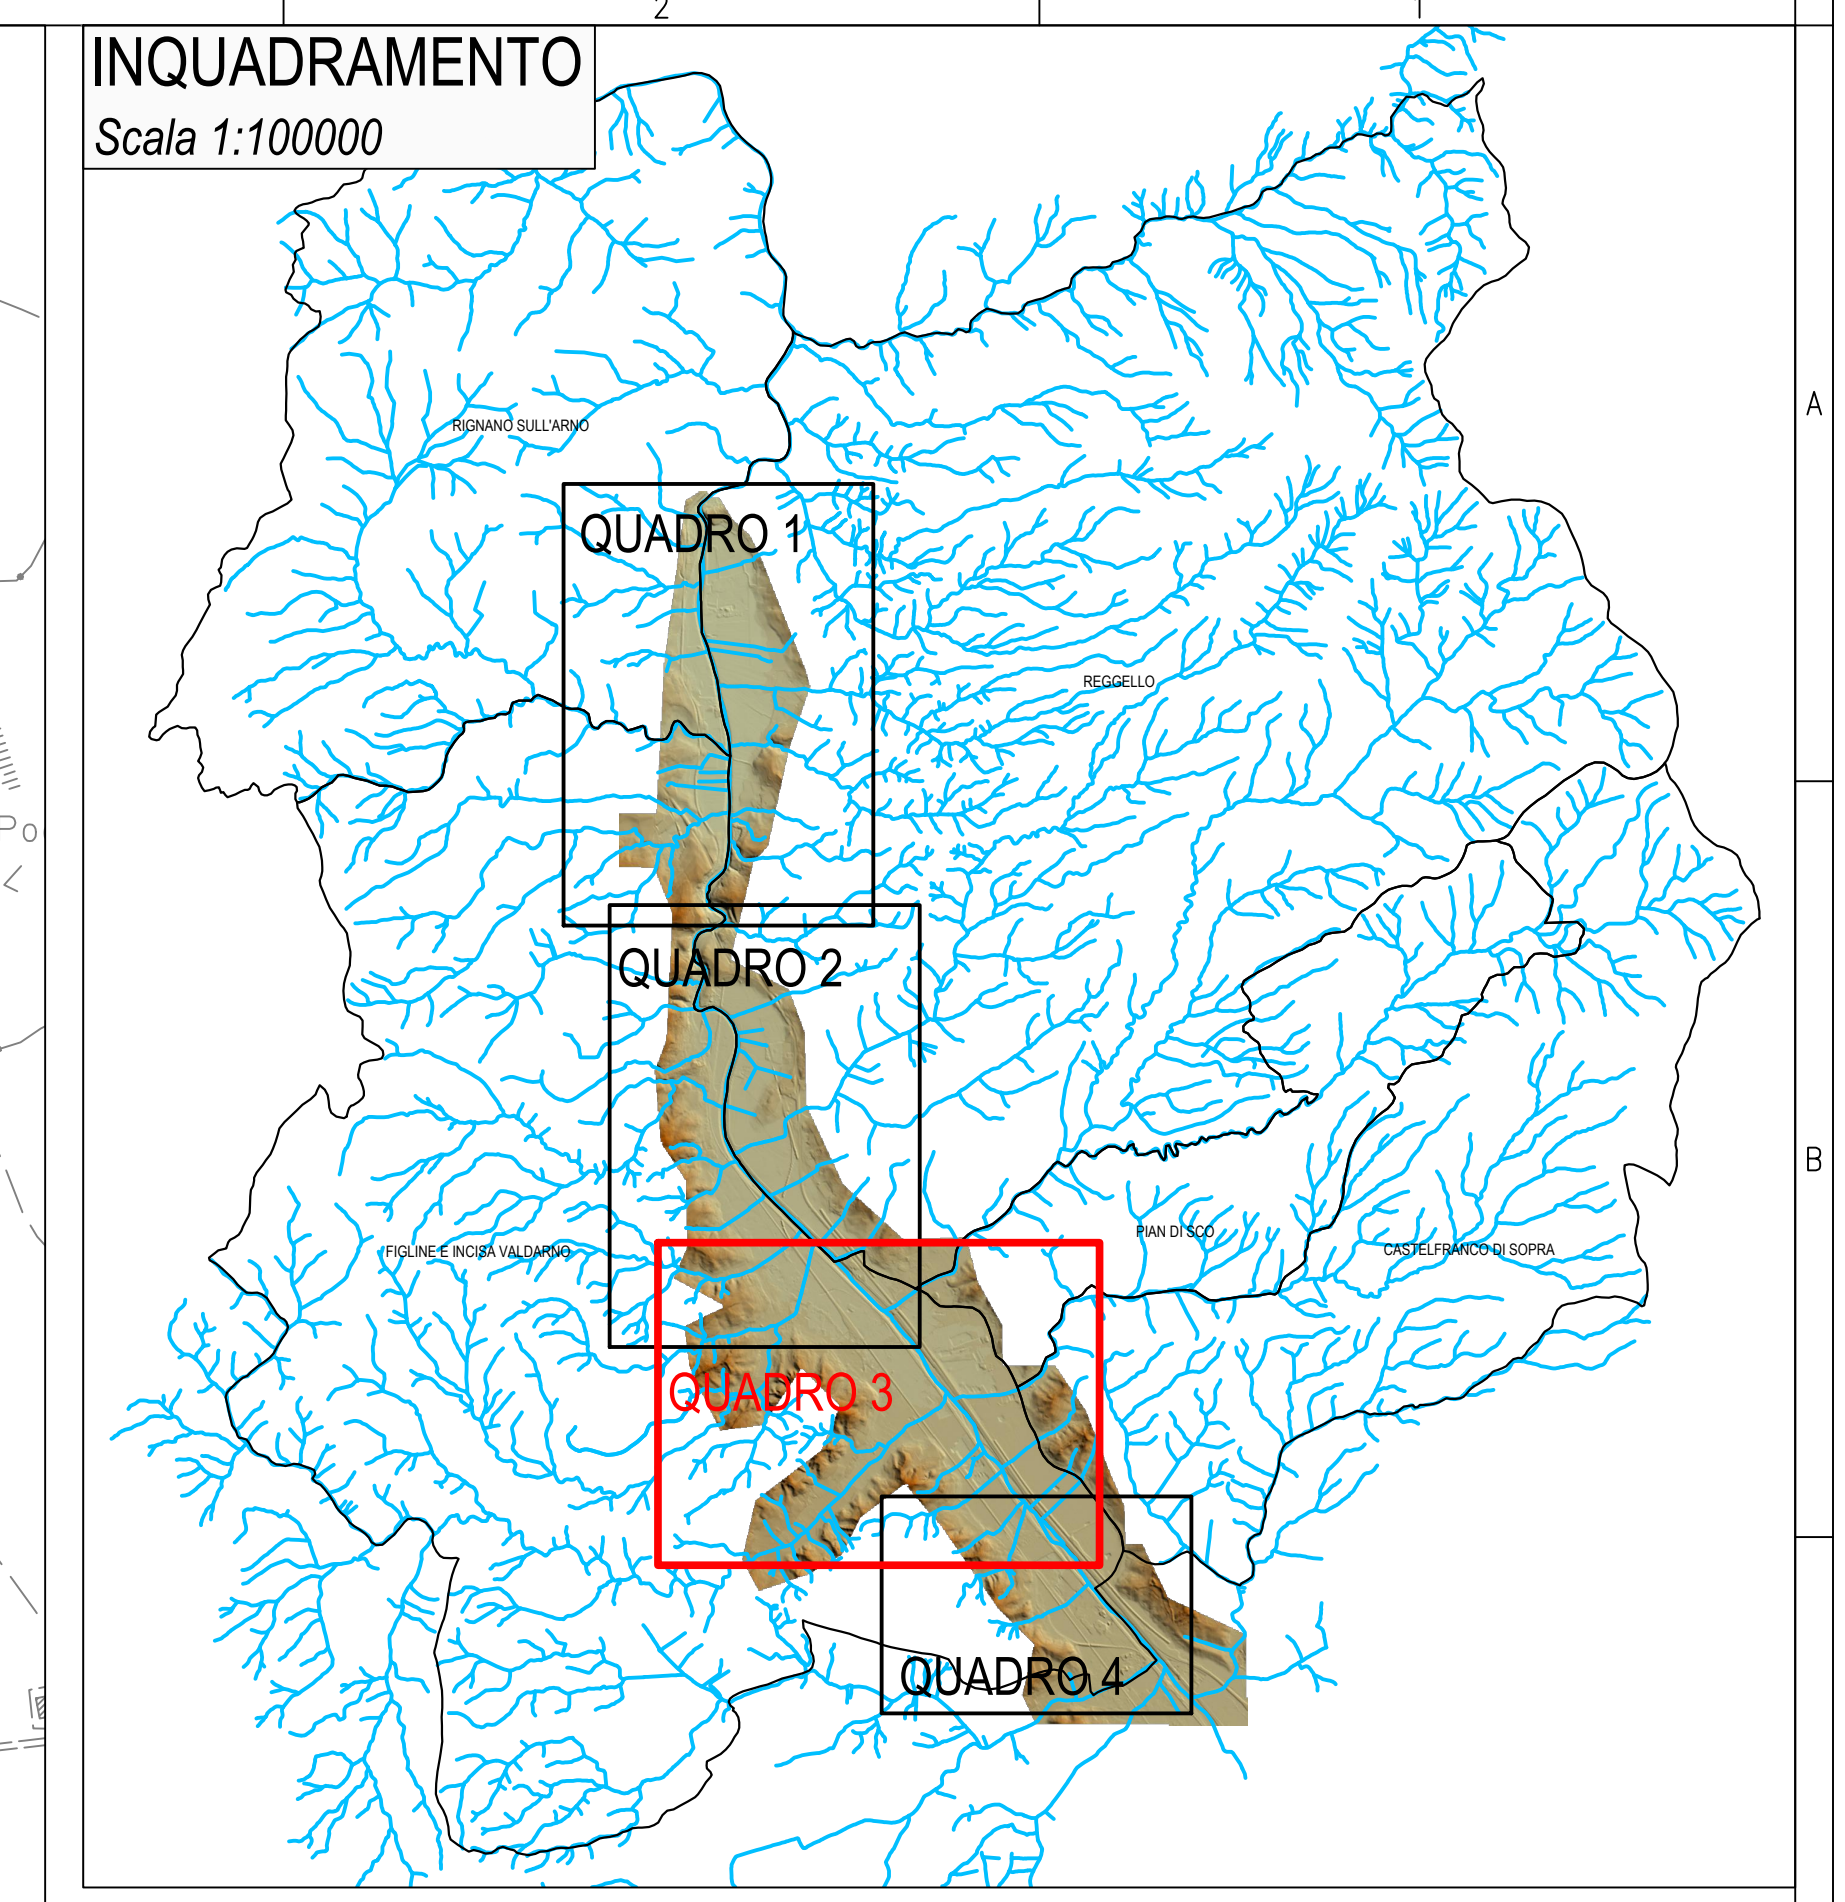 2
INQUADRAMENTO
Scala 1:100000
A
RIGNANO SULL'ARNO
QUADRO 1
REGGELLO
QUADRO 2
B
PIAN DI SCO
CASTELFRANCO DI SOPRA
FIGLINE E INCISA VALDARNO
QUADRO 3
QUADRO 4